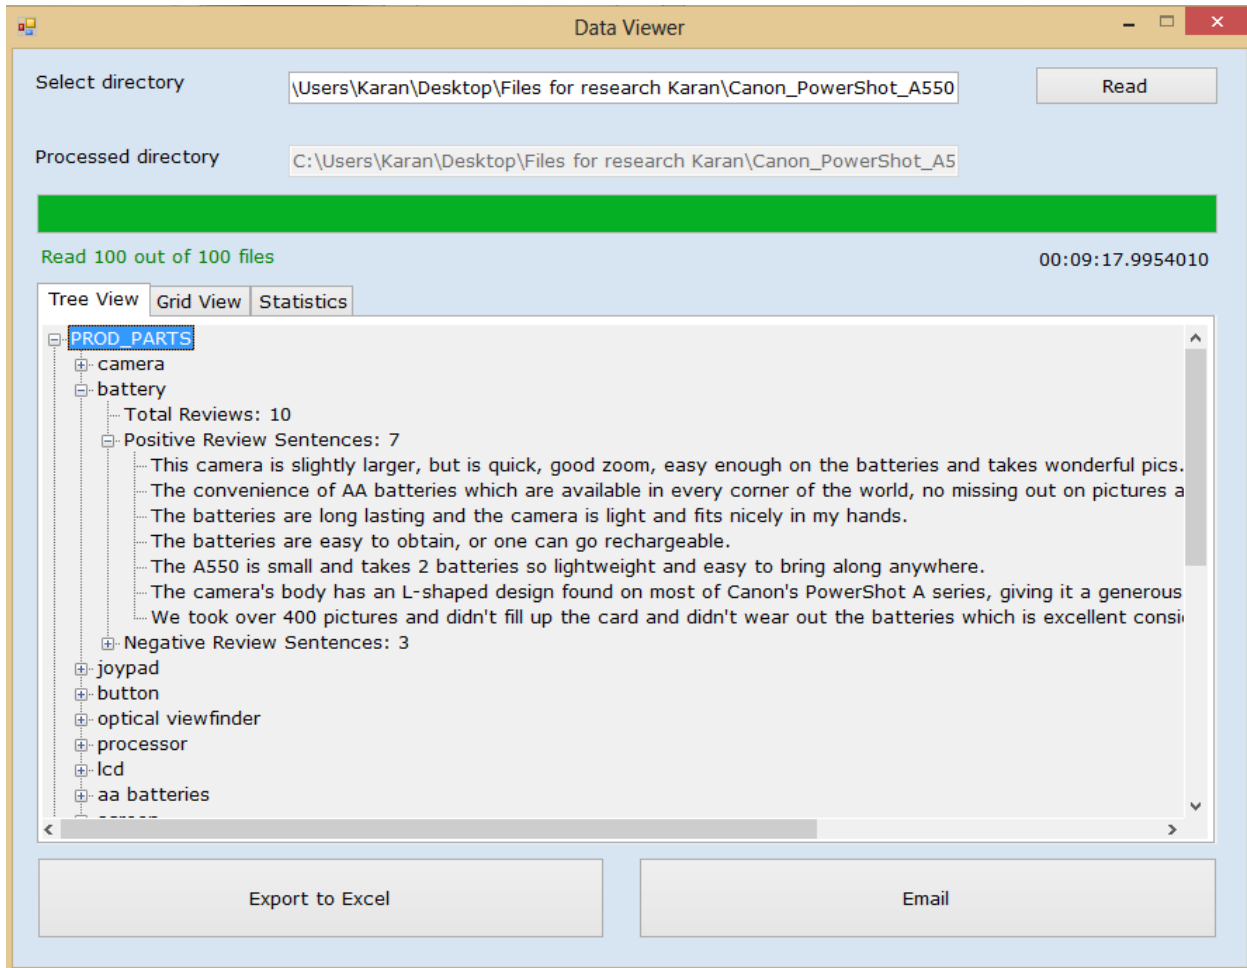 Data Viewer
Select directory
\Users\Karan\Desktop\Files for research Karan\Canon_PowerShot_A550
Read
Processed directory
C:\Users\Karan\Desktop\Files for research Karan\Canon_PowerShot_A5
Read 100 out of 100 files
00:09:17.9954010
Tree View
Grid View
Statistics
PROD_PARTS
camera
battery
Total Reviews: 10
Positive Review Sentences: 7
This camera is slightly larger, but is quick, good zoom, easy enough on the batteries and takes wonderful pics.
The convenience of AA batteries which are available in every corner of the world, no missing out on pictures a
The batteries are long lasting and the camera is light and fits nicely in my hands.
The batteries are easy to obtain, or one can go rechargeable.
The A550 is small and takes 2 batteries so lightweight and easy to bring along anywhere.
The camera's body has an L-shaped design found on most of Canon's PowerShot A series, giving it a generous
We took over 400 pictures and didn't fill up the card and didn't wear out the batteries which is excellent consi
Negative Review Sentences: 3
joypad
button
optical viewfinder
processor
lcd
aa batteries
Export to Excel
Email